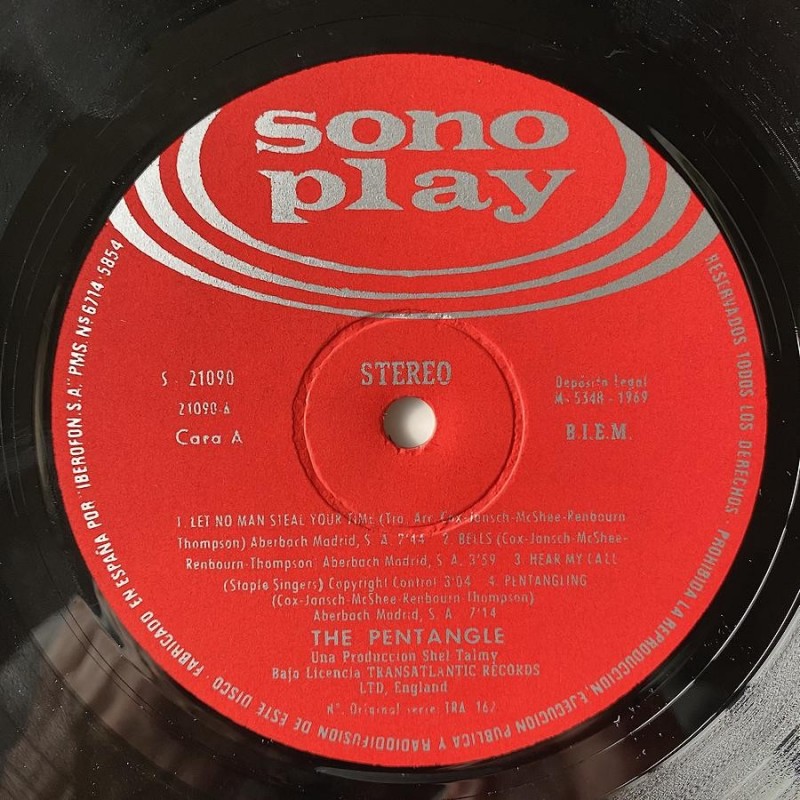 sono
play
STEREO
S - 21090
21090-A
Cara A
Depósito Legal
M- 5348 - 1969
B.I.E.M.
1. LET NO MAN STEAL YOUR TIME (Tra. Arr. Cox-Jansch-McShee-Renbourn
Thompson) Aberbach Madrid, S. A. 7'44 2. BELLS (Cox-Jansch-McShee-
Renbourn-Thompson) Aberbach Madrid, S. A. 3'59 3. HEAR MY CALL
(Staple Singers) Copyright Control 3'04 4. PENTANGLING
(Cox-Jansch-McShee-Renbourn-Thompson)
Aberbach Madrid, S. A. 7'14
THE PENTANGLE
Una Produccion Shel Talmy
Bajo Licencia TRANSATLANTIC RECORDS
LTD, England
Nº. Original serie: TRA 162
RESERVADOS TODOS LOS DERECHOS - PROHIBIDA LA REPRODUCCION, EJECUCION PUBLICA Y RADIODIFUSION DE ESTE DISCO FABRICADO EN ESPAÑA POR "IBEROFON, S.A." PMS. Nš 6714-5854